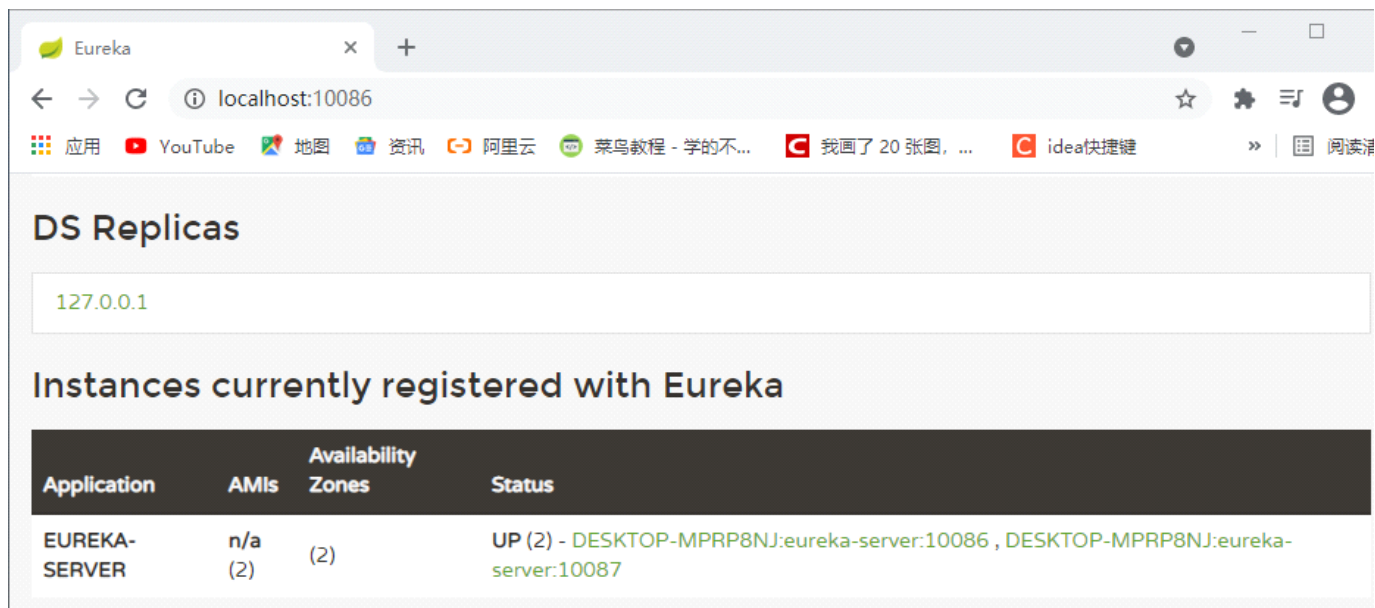 Eureka
localhost:10086
应用 YouTube 地图 资讯 阿里云 菜鸟教程 - 学的不... 我画了 20 张图，... idea快捷键 » 阅读清
DS Replicas
127.0.0.1
Instances currently registered with Eureka
Availability
Application AMIs Zones Status
EUREKA- n/a (2) UP (2) - DESKTOP-MPRP8NJ:eureka-server:10086 , DESKTOP-MPRP8NJ:eureka-
SERVER (2) server:10087